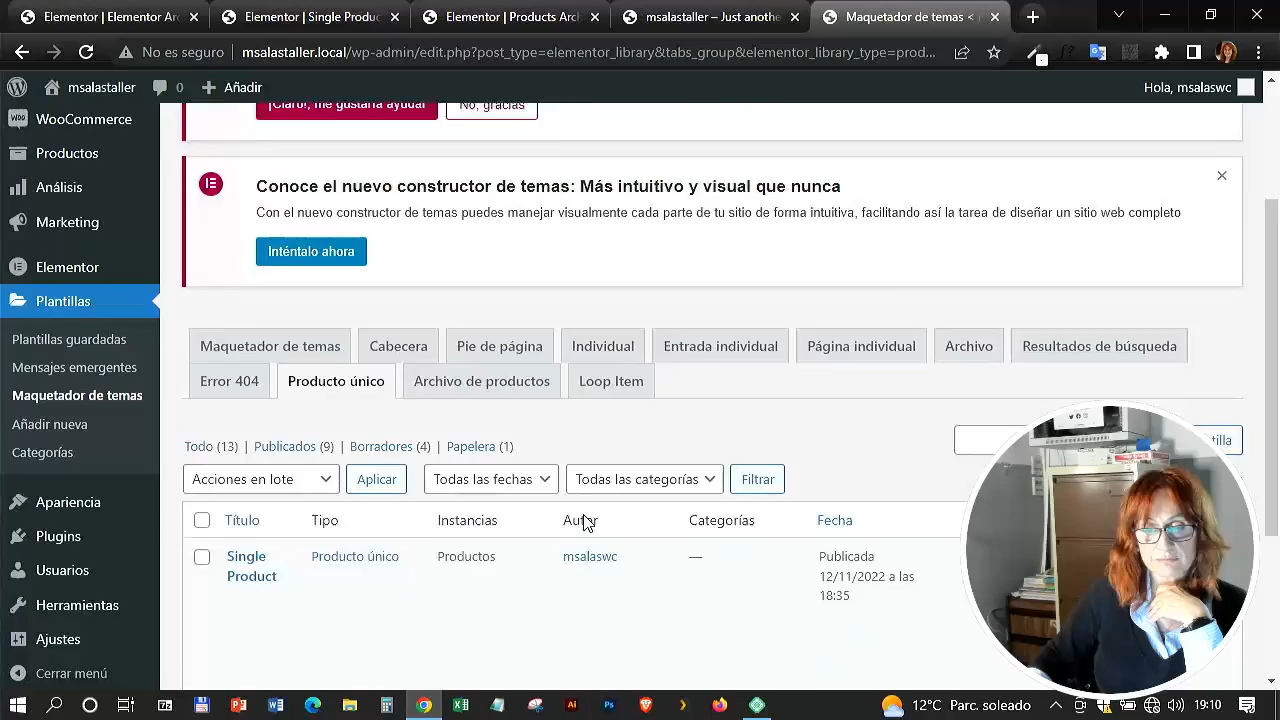 Elementor | Elementor Ar
Elementor | Single Produc
Elementor | Products Arc
msalastaller – Just anothe
Maquetador de temas <
No es seguro
msalastaller.local/wp-admin/edit.php?post_type=elementor_library&tabs_group&elementor_library_type=prod...
msalastaller
0
Añadir
Hola, msalaswc
WooCommerce
Productos
Análisis
Marketing
Elementor
Plantillas
Plantillas guardadas
Mensajes emergentes
Maquetador de temas
Añadir nueva
Categorías
Apariencia
Plugins
Usuarios
Herramientas
Ajustes
Cerrar menú
¡Claro!, me gustaría ayudar
No, gracias
Conoce el nuevo constructor de temas: Más intuitivo y visual que nunca
Con el nuevo constructor de temas puedes manejar visualmente cada parte de tu sitio de forma intuitiva, facilitando así la tarea de diseñar un sitio web completo
Inténtalo ahora
Maquetador de temas
Cabecera
Pie de página
Individual
Entrada individual
Página individual
Archivo
Resultados de búsqueda
Error 404
Producto único
Archivo de productos
Loop Item
Todo (13) | Publicados (9) | Borradores (4) | Papelera (1)
tilla
Acciones en lote
Aplicar
Todas las fechas
Todas las categorías
Filtrar
Título
Tipo
Instancias
Autor
Categorías
Fecha
Single
Product
Producto único
Productos
msalaswc
—
Publicada
12/11/2022 a las
18:35
12°C Parc. soleado
19:10